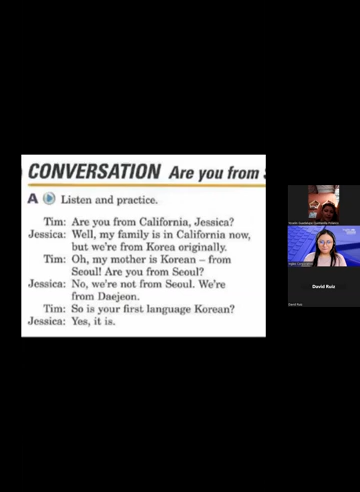 CONVERSATION Are you from
A Listen and practice.
Tim: Are you from California, Jessica?
Jessica: Well, my family is in California now,
but we're from Korea originally.
Tim: Oh, my mother is Korean – from
Seoul! Are you from Seoul?
Jessica: No, we're not from Seoul. We're
from Daejeon.
Tim: So is your first language Korean?
Jessica: Yes, it is.
David Ruiz
David Ruiz